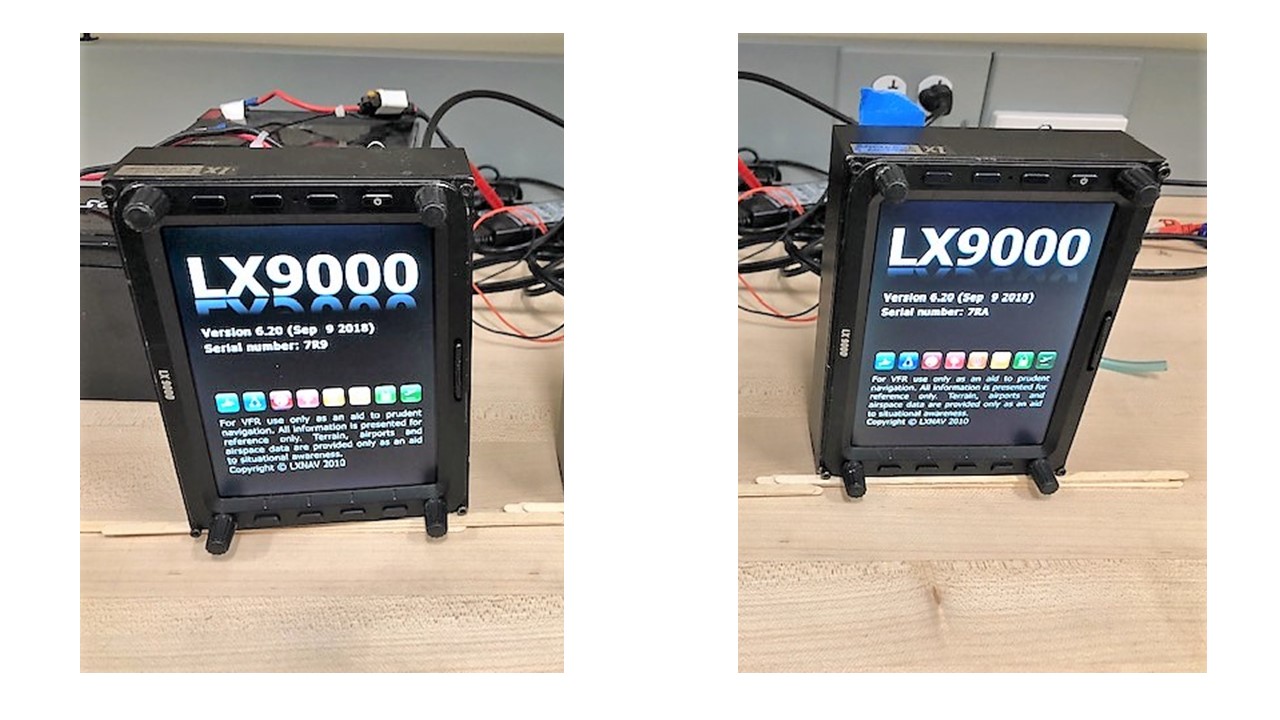 LX9000
Version 6.20 (Sep 9 2018)
Serial number: 7R9
For VFR use only as an aid to prudent
navigation. All information is presented for
reference only. Terrain, airports and
airspace data are provided only as an aid
to situational awareness.
Copyright © LXNAV 2010
LX 9000
LX9000
Version 6.20 (Sep 9 2018)
Serial number: 7RA
For VFR use only as an aid to prudent
navigation. All information is presented for
reference only. Terrain, airports and
airspace data are provided only as an aid
to situational awareness.
Copyright © LXNAV 2010
LX 9000